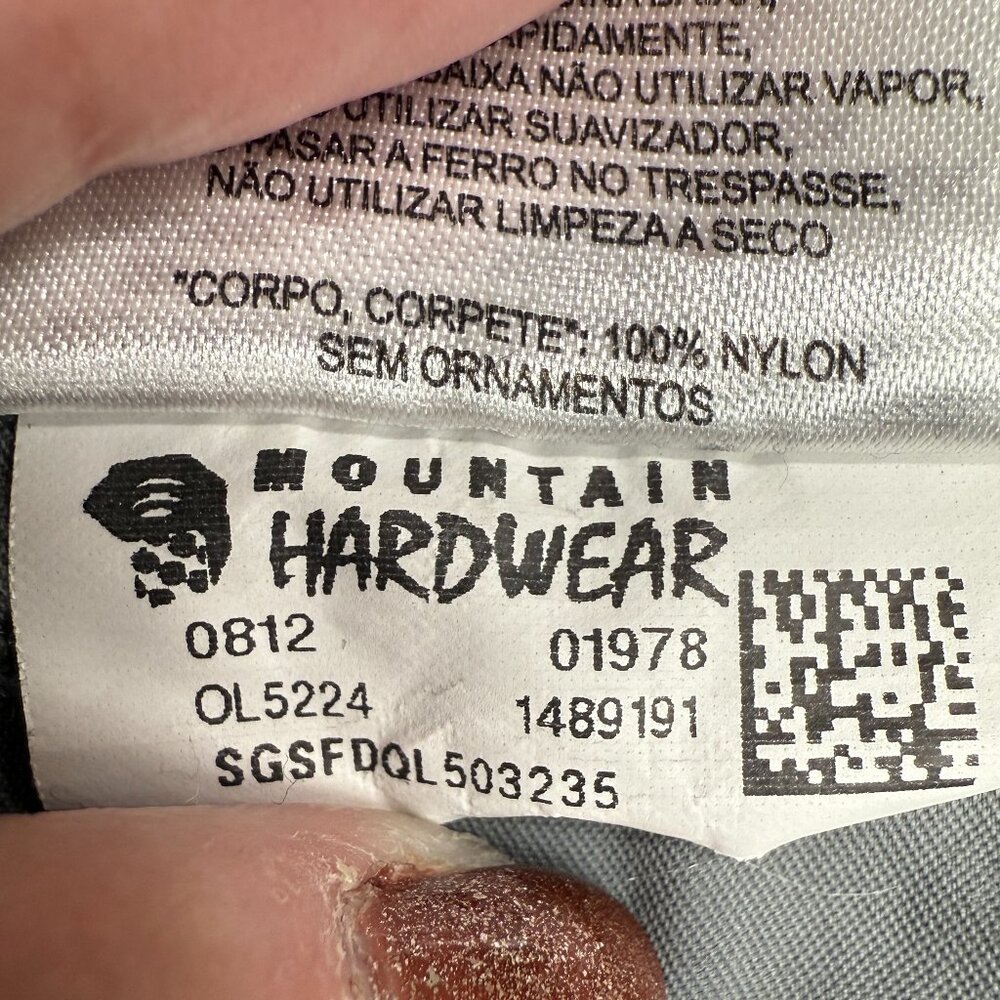 RAPIDAMENTE,
BAIXA NÃO UTILIZAR VAPOR,
UTILIZAR SUAVIZADOR,
PASAR A FERRO NO TRESPASSE,
NÃO UTILIZAR LIMPEZA A SECO
"CORPO, CORPETE": 100% NYLON
SEM ORNAMENTOS
MOUNTAIN
HARDWEAR
0812 01978
OL5224 1489191
SGSFDQL503235